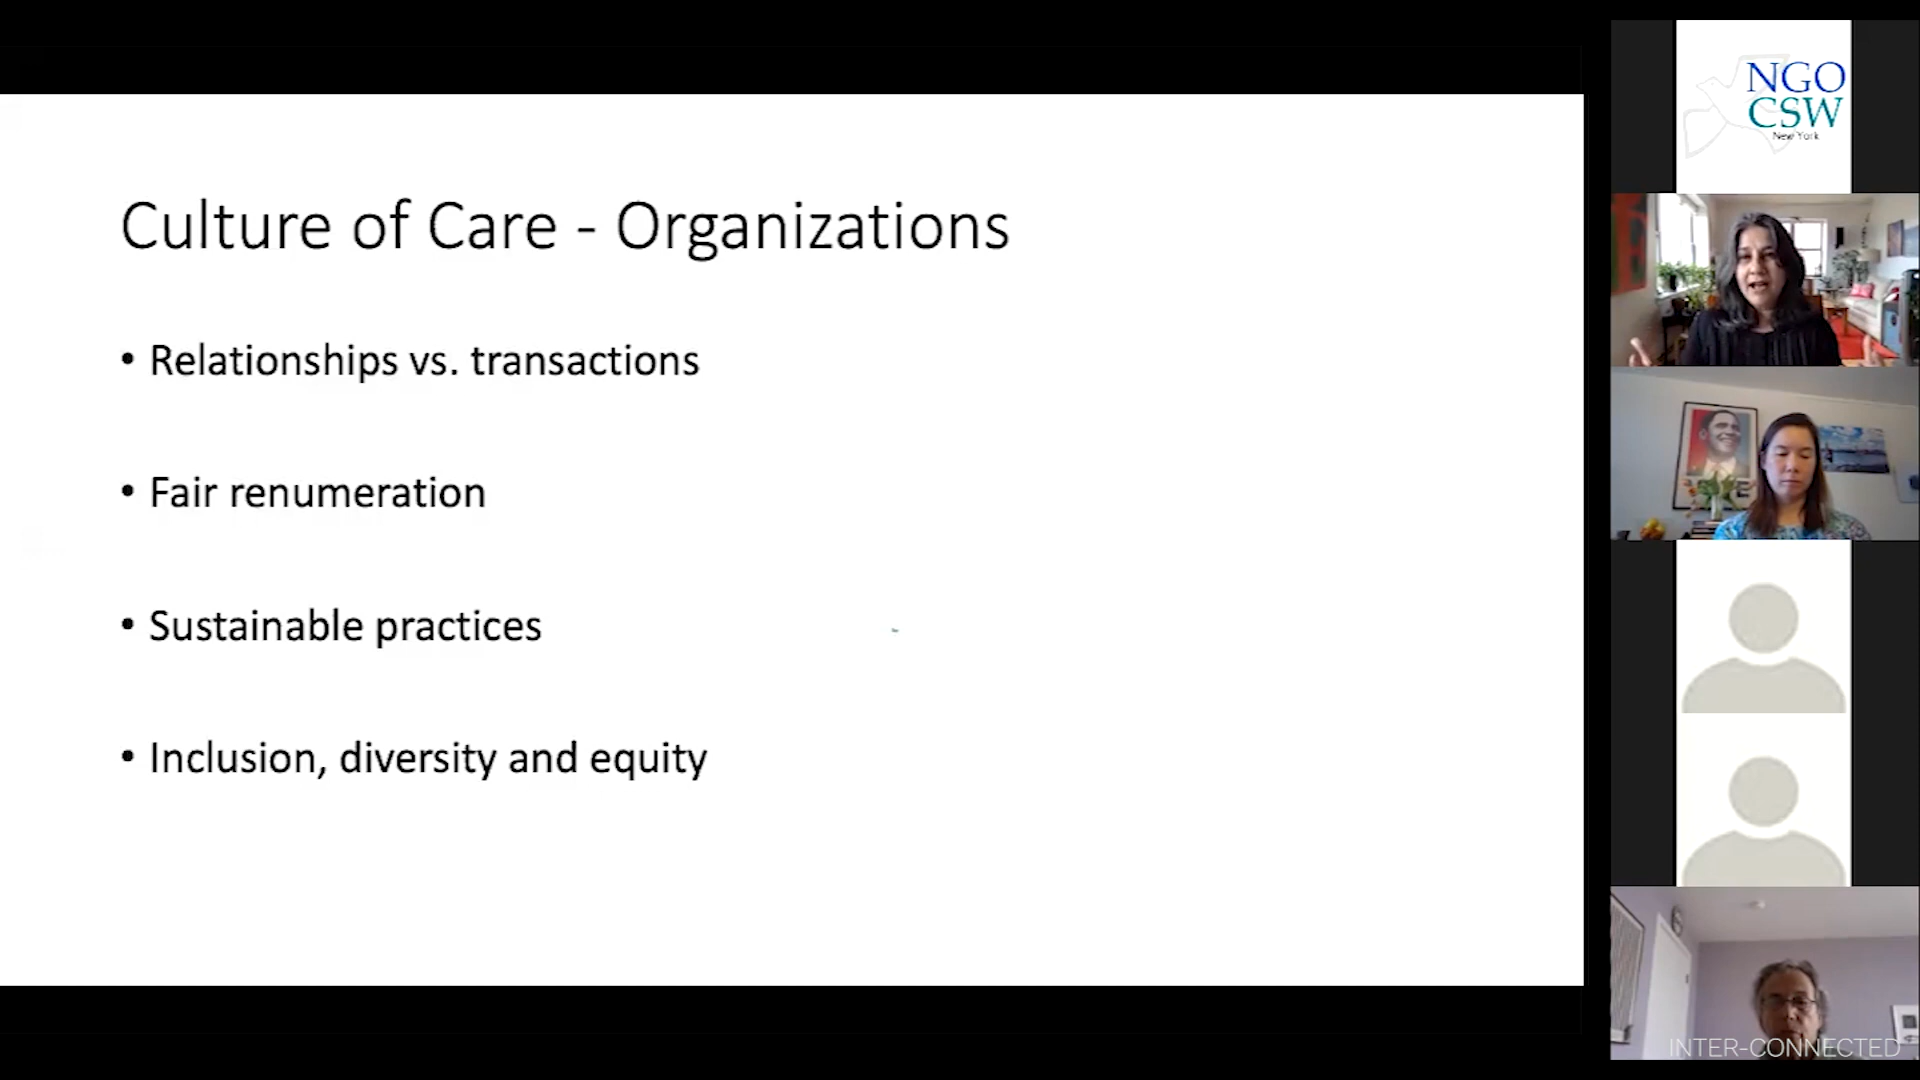 Culture of Care - Organizations
• Relationships vs. transactions
• Fair renumeration
• Sustainable practices
• Inclusion, diversity and equity
NGO
CSW
New York
INTER-CONNECTED